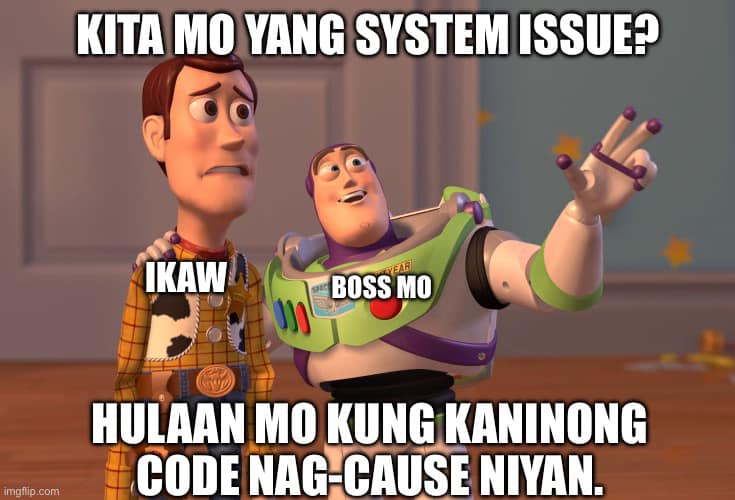 KITA MO YANG SYSTEM ISSUE?
IKAW
BOSS MO
HULAAN MO KUNG KANINONG
CODE NAG-CAUSE NIYAN.
imgflip.com